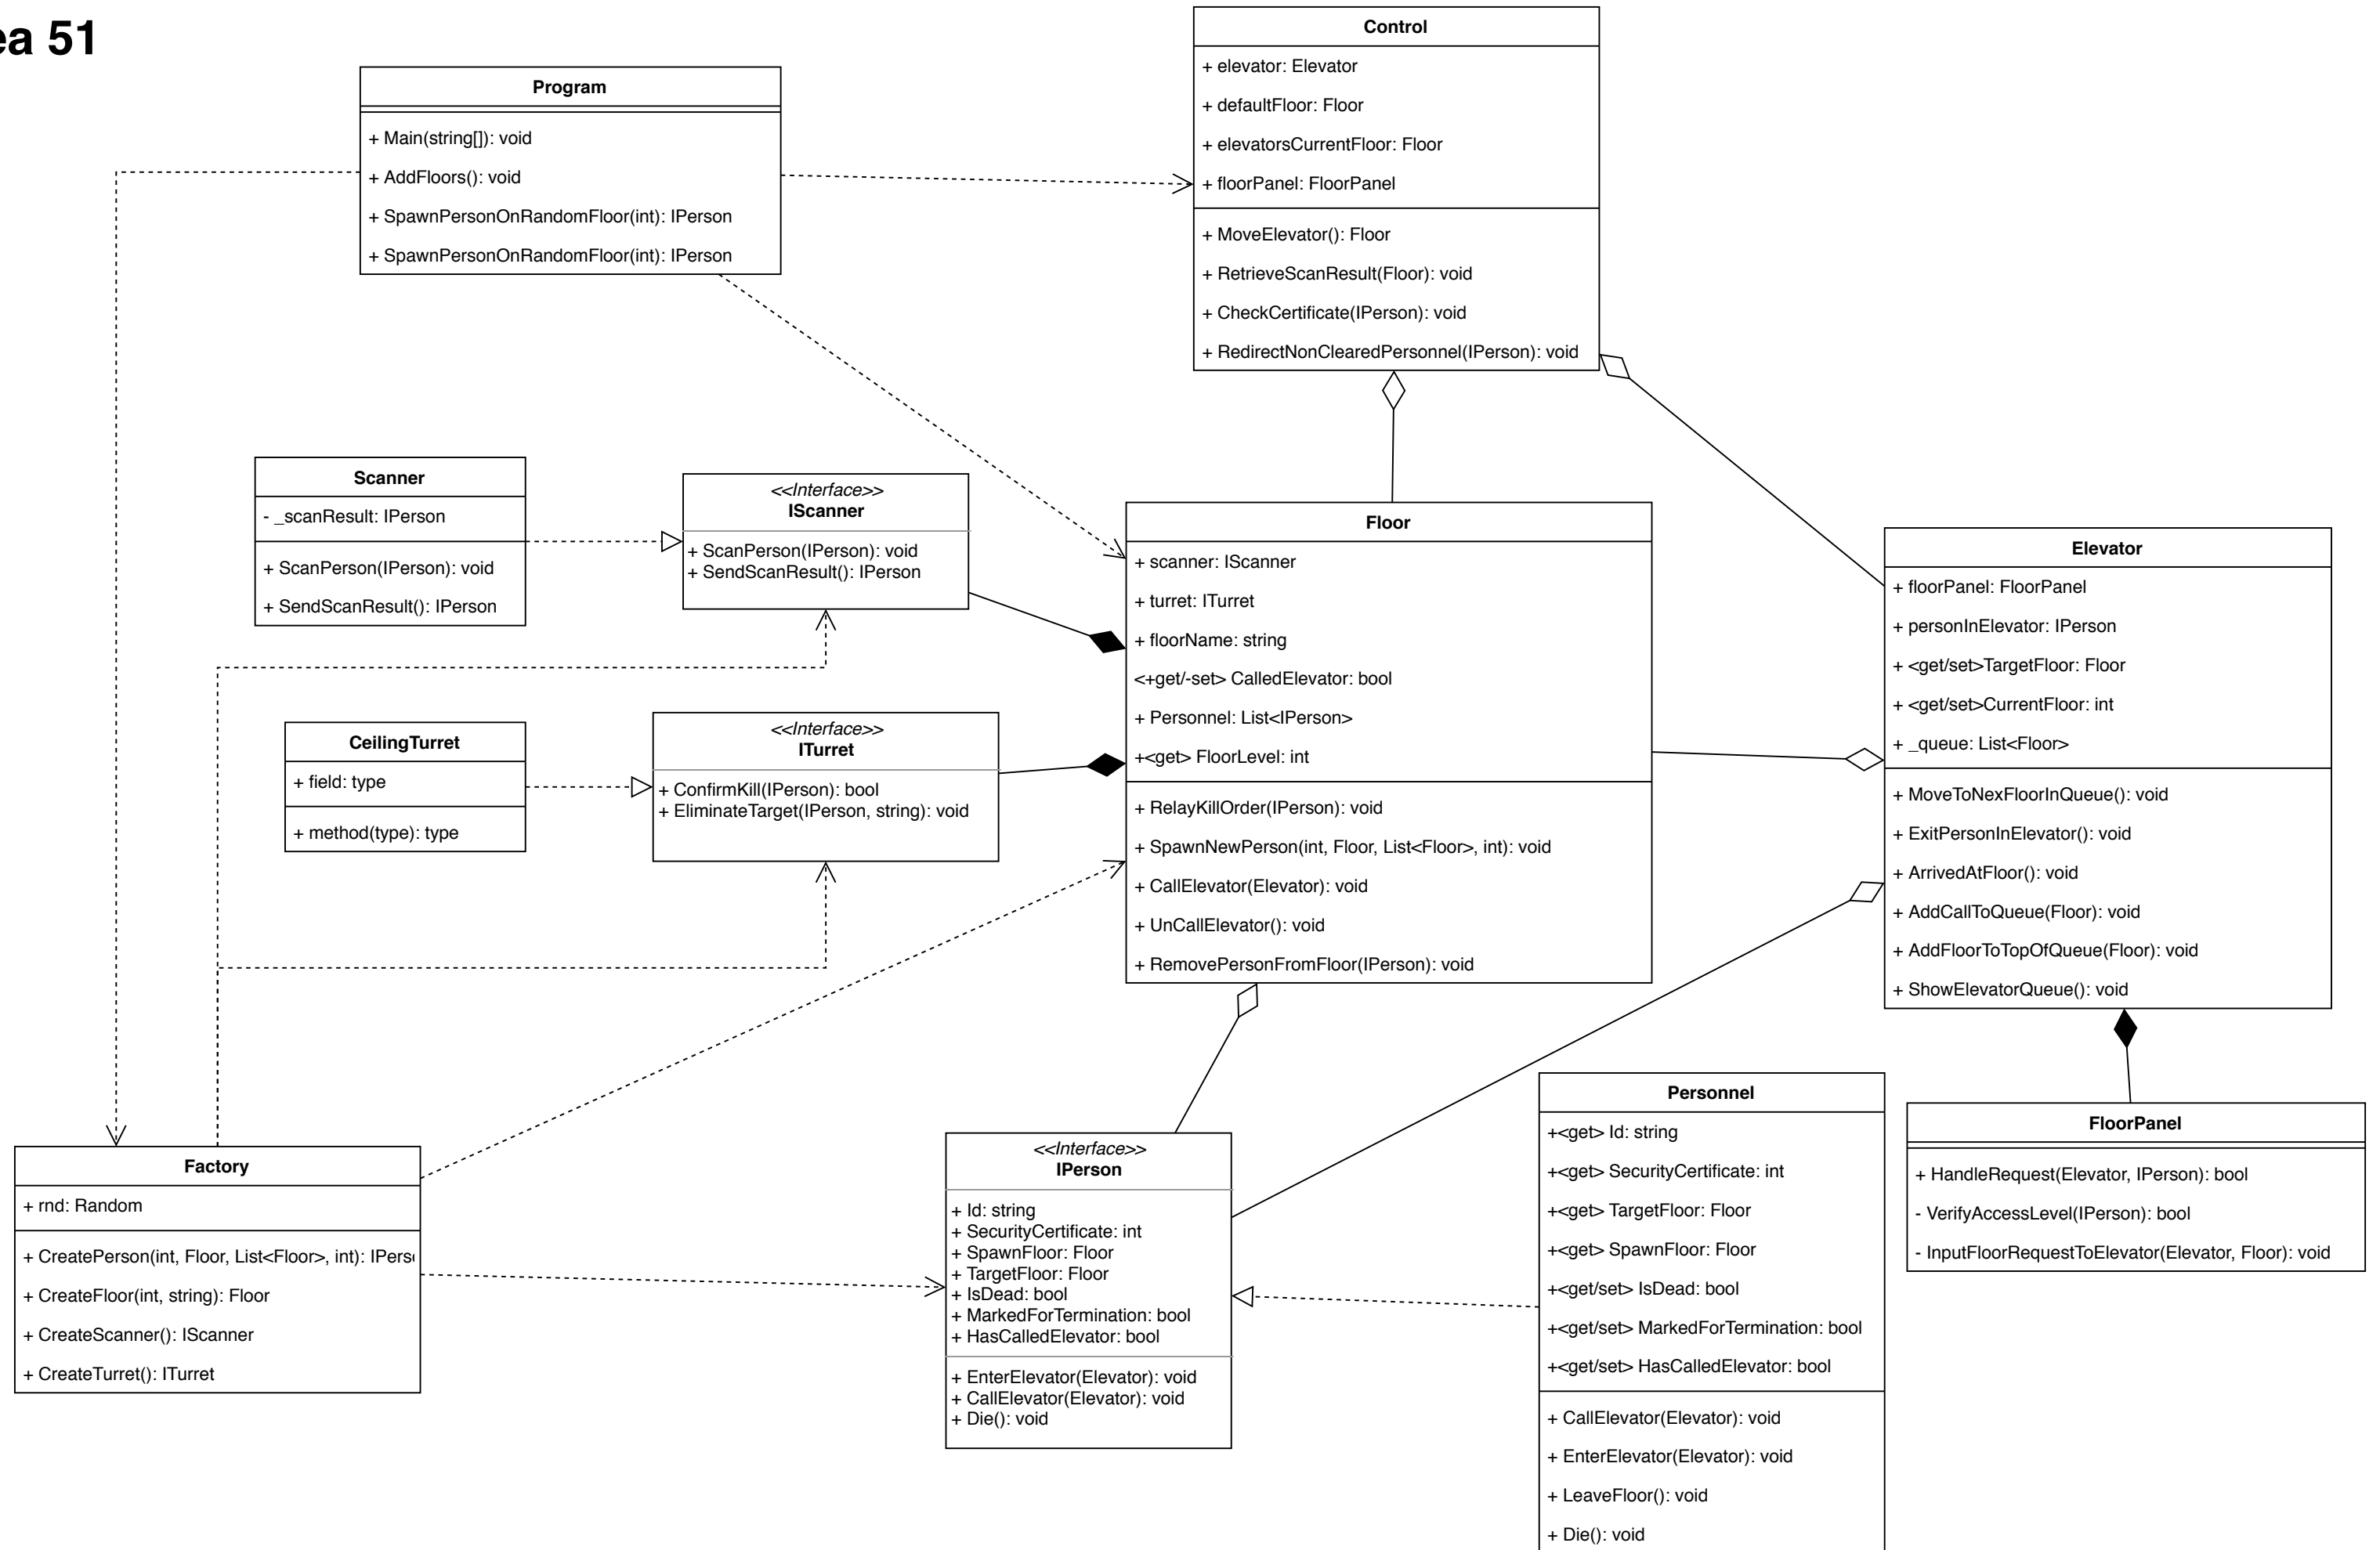 ea 51
Program
+ Main(string[]): void
+ AddFloors(): void
+ SpawnPersonOnRandomFloor(int): IPerson
+ SpawnPersonOnRandomFloor(int): IPerson
Control
+ elevator: Elevator
+ defaultFloor: Floor
+ elevatorsCurrentFloor: Floor
+ floorPanel: FloorPanel
+ MoveElevator(): Floor
+ RetrieveScanResult(Floor): void
+ CheckCertificate(IPerson): void
+ RedirectNonClearedPersonnel(IPerson): void
Scanner
- _scanResult: IPerson
+ ScanPerson(IPerson): void
+ SendScanResult(): IPerson
<<Interface>>
IScanner
+ ScanPerson(IPerson): void
+ SendScanResult(): IPerson
Floor
+ scanner: IScanner
+ turret: ITurret
+ floorName: string
<+get/-set> CalledElevator: bool
+ Personnel: List<IPerson>
+<get> FloorLevel: int
+ RelayKillOrder(IPerson): void
+ SpawnNewPerson(int, Floor, List<Floor>, int): void
+ CallElevator(Elevator): void
+ UnCallElevator(): void
+ RemovePersonFromFloor(IPerson): void
Elevator
+ floorPanel: FloorPanel
+ personInElevator: IPerson
+ <get/set>TargetFloor: Floor
+ <get/set>CurrentFloor: int
+ _queue: List<Floor>
+ MoveToNexFloorInQueue(): void
+ ExitPersonInElevator(): void
+ ArrivedAtFloor(): void
+ AddCallToQueue(Floor): void
+ AddFloorToTopOfQueue(Floor): void
+ ShowElevatorQueue(): void
CeilingTurret
+ field: type
+ method(type): type
<<Interface>>
ITurret
+ ConfirmKill(IPerson): bool
+ EliminateTarget(IPerson, string): void
Factory
+ rnd: Random
+ CreatePerson(int, Floor, List<Floor>, int): IPers
+ CreateFloor(int, string): Floor
+ CreateScanner(): IScanner
+ CreateTurret(): ITurret
<<Interface>>
IPerson
+ Id: string
+ SecurityCertificate: int
+ SpawnFloor: Floor
+ TargetFloor: Floor
+ IsDead: bool
+ MarkedForTermination: bool
+ HasCalledElevator: bool
+ EnterElevator(Elevator): void
+ CallElevator(Elevator): void
+ Die(): void
Personnel
+<get> Id: string
+<get> SecurityCertificate: int
+<get> TargetFloor: Floor
+<get> SpawnFloor: Floor
+<get/set> IsDead: bool
+<get/set> MarkedForTermination: bool
+<get/set> HasCalledElevator: bool
+ CallElevator(Elevator): void
+ EnterElevator(Elevator): void
+ LeaveFloor(): void
+ Die(): void
FloorPanel
+ HandleRequest(Elevator, IPerson): bool
- VerifyAccessLevel(IPerson): bool
- InputFloorRequestToElevator(Elevator, Floor): void